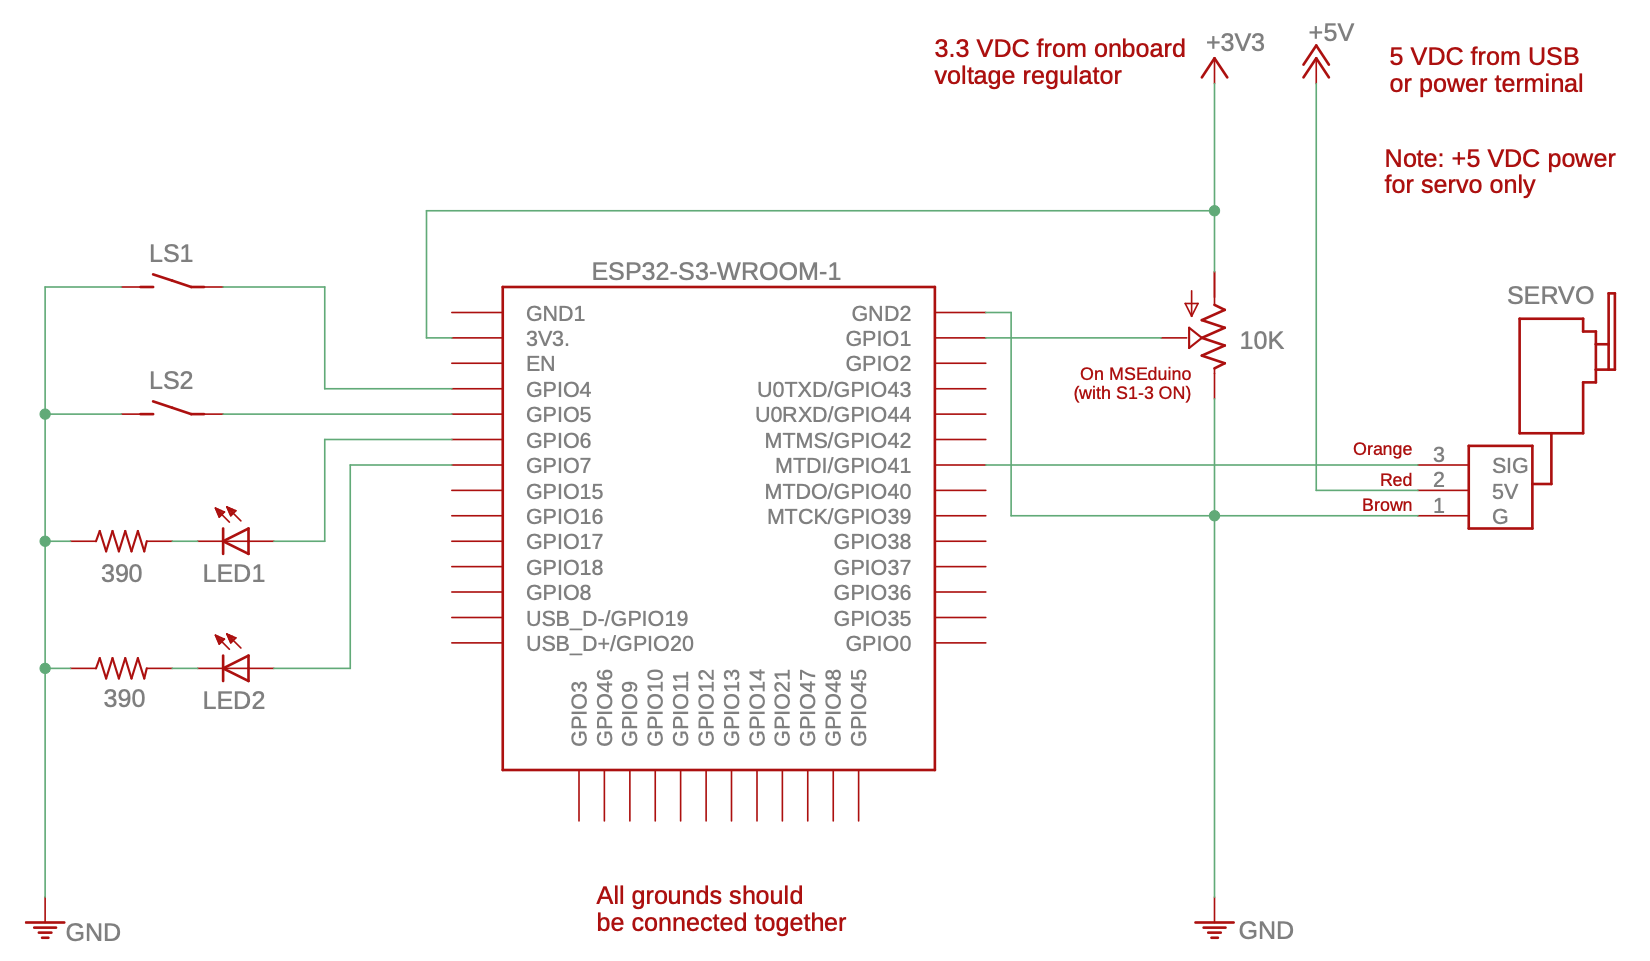 3.3 VDC from onboard
voltage regulator
+3V3
+5V
5 VDC from USB
or power terminal
Note: +5 VDC power
for servo only
LS1
LS2
390
LED1
390
LED2
GND
ESP32-S3-WROOM-1
GND1
3V3.
EN
GPIO4
GPIO5
GPIO6
GPIO7
GPIO15
GPIO16
GPIO17
GPIO18
GPIO8
USB_D-/GPIO19
USB_D+/GPIO20
GND2
GPIO1
GPIO2
U0TXD/GPIO43
U0RXD/GPIO44
MTMS/GPIO42
MTDI/GPIO41
MTDO/GPIO40
MTCK/GPIO39
GPIO38
GPIO37
GPIO36
GPIO35
GPIO0
GPIO3
GPIO46
GPIO9
GPIO10
GPIO11
GPIO12
GPIO13
GPIO14
GPIO21
GPIO47
GPIO48
GPIO45
10K
On MSEduino
(with S1-3 ON)
SERVO
Orange 3 SIG
Red 2 5V
Brown 1 G
All grounds should
be connected together
GND